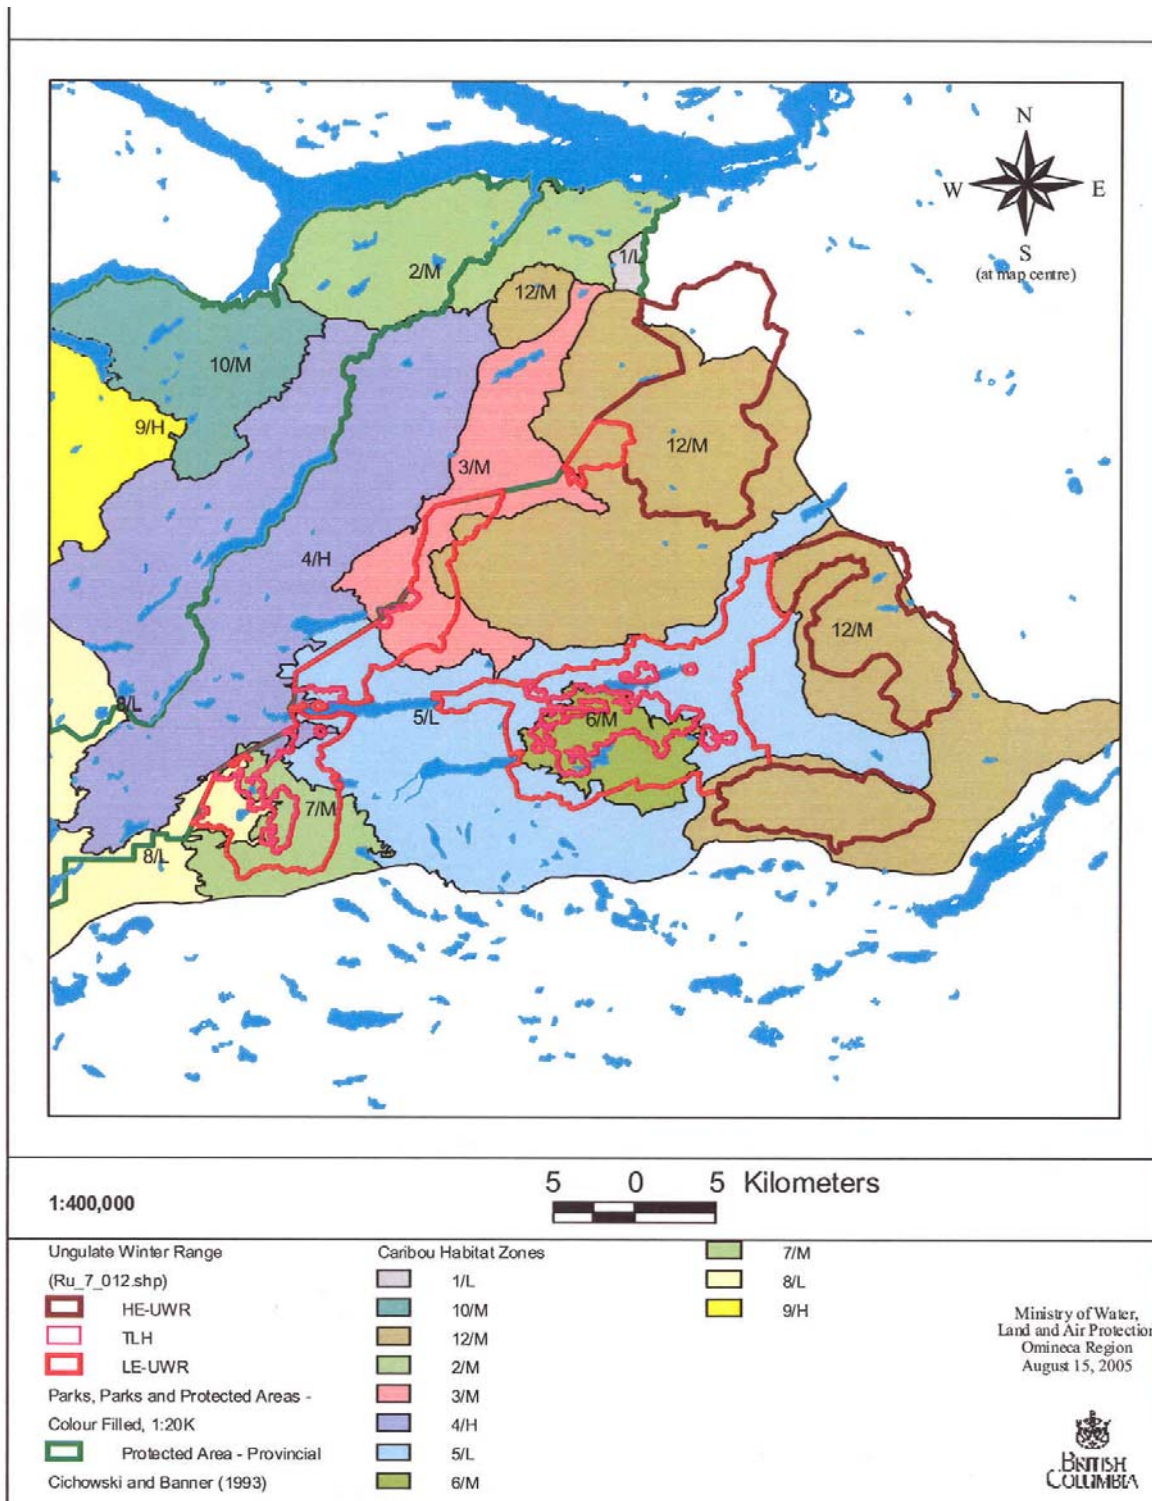 N
W E
S
(at map centre)
1/L
2/M
12/M
10/M
9/H
12/M
3/M
4/H
12/M
8/L
5/L
6/M
7/M
8/L
1:400,000
5 0 5 Kilometers
Ungulate Winter Range
(Ru_7_012.shp)
HE-UWR
TLH
LE-UWR
Parks, Parks and Protected Areas -
Colour Filled, 1:20K
Protected Area - Provincial
Cichowski and Banner (1993)
Caribou Habitat Zones
1/L
10/M
12/M
2/M
3/M
4/H
5/L
6/M
7/M
8/L
9/H
Ministry of Water,
Land and Air Protection
Omineca Region
August 15, 2005
BRITISH
COLUMBIA